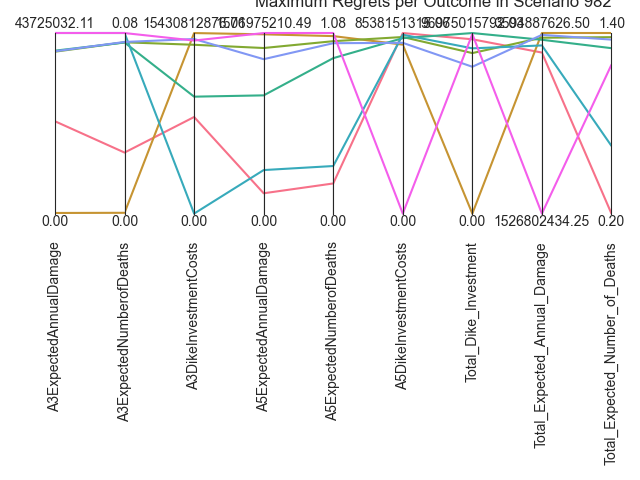 Maximum Regrets per Outcome in Scenario 982
43725032.11 0.08 1.08 1.40
0.00 0.00 0.00 0.00 0.00 0.00 0.00 1526802434.25 0.20
A3ExpectedAnnualDamage
A3ExpectedNumberofDeaths
A3DikeInvestmentCosts
A5ExpectedAnnualDamage
A5ExpectedNumberofDeaths
A5DikeInvestmentCosts
Total_Dike_Investment
Total_Expected_Annual_Damage
Total_Expected_Number_of_Deaths